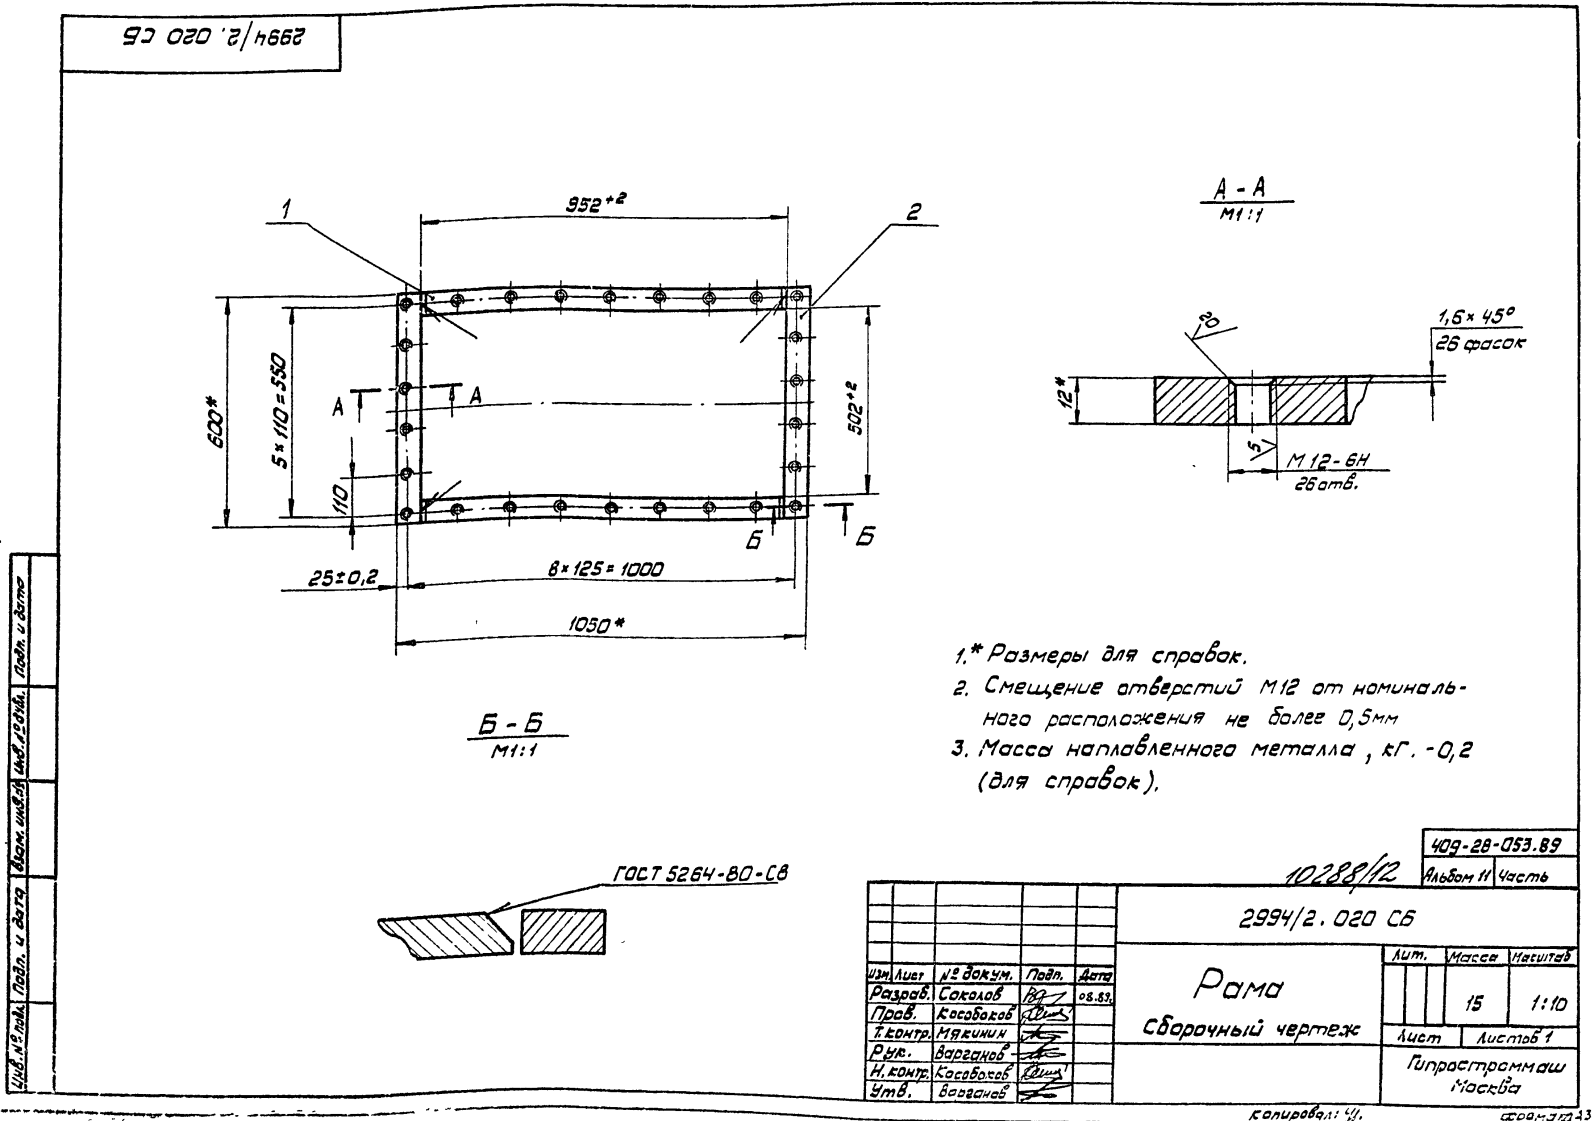 2994/2.020 СБ
1
2
952⁺²
600*
5×110=550
110
502⁺²
А
А
Б
Б
25±0,2
8×125=1000
1050*
А-А
М1:1
20
1,6×45°
26 фасок
12*
5
М12-6Н
26 отв.
Б-Б
М1:1
ГОСТ 5264-80-С8
1.* Размеры для справок.
2. Смещение отверстий М12 от номиналь-
ного расположения не более 0,5мм
3. Масса наплавленного металла, кг. -0,2
(для справок).
409-28-053.89
10288/12
Альбом 11 Часть
2994/2.020 СБ
Изм. Лист № докум. Подп. Дата
Разраб. Соколов 08.89.
Пров. Кособоков
Т.контр. Мякинин
Рук. Варганов
Н.контр. Кособоков
Утв. Варганов
Рама
Сборочный чертеж
Лит. Масса Масштаб
15 1:10
Лист Листов 1
Гипростроммаш
Москва
Копировал:
Формат А3
Инв.№ подл. Подп. и дата Взам. инв.№ Инв.№ дубл. Подп. и дата